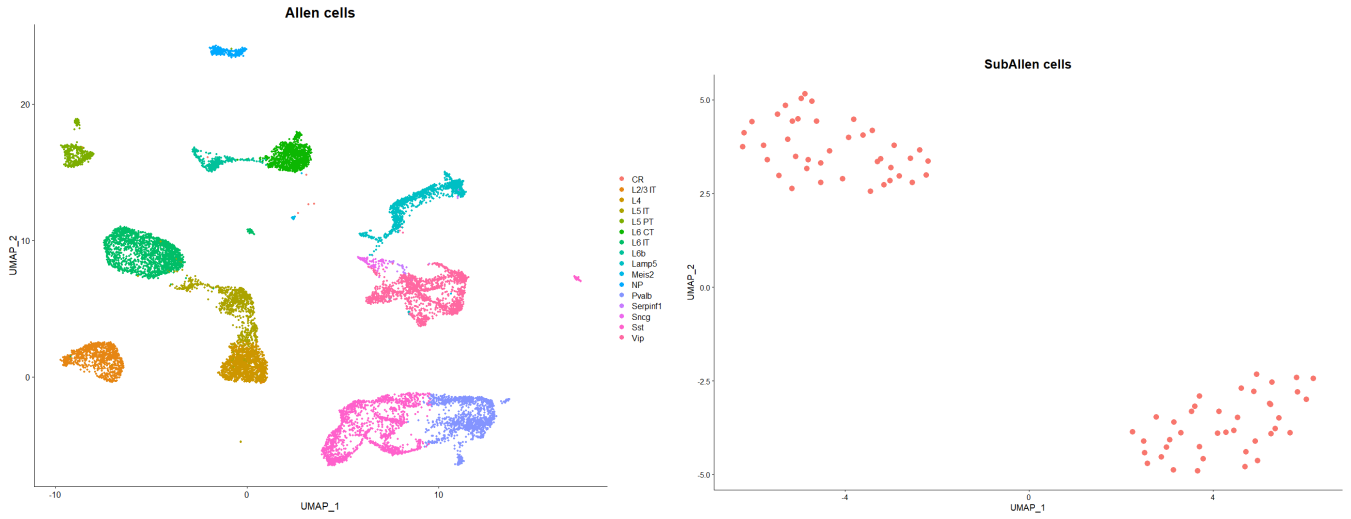 Allen cells
UMAP_2
20
10
0
-10
0
10
UMAP_1
CR
L2/3 IT
L4
L5 IT
L5 PT
L6 CT
L6 IT
L6b
Lamp5
Meis2
NP
Pvalb
Serpinf1
Sncg
Sst
Vip
SubAllen cells
UMAP_2
5.0
2.5
0.0
-2.5
-5.0
-4
0
4
UMAP_1